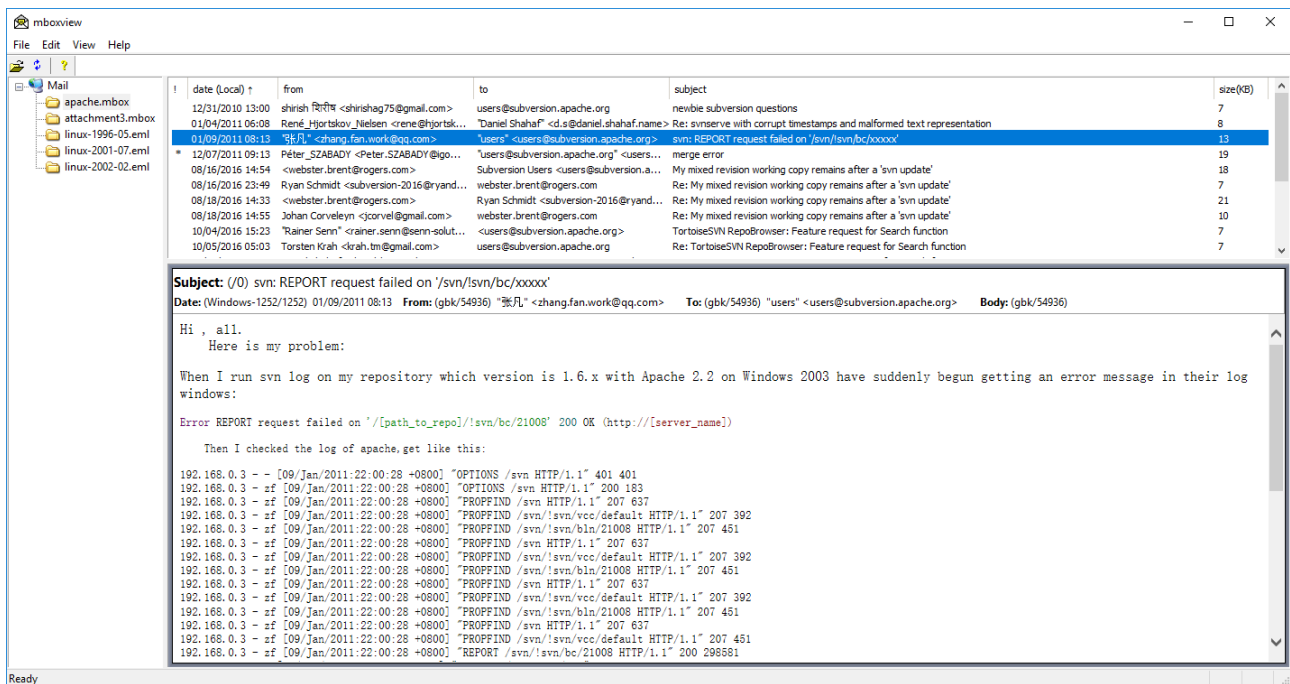 mboxview
File Edit View Help
Mail
apache.mbox
attachment3.mbox
linux-1996-05.eml
linux-2001-07.eml
linux-2002-02.eml
! date (Local) ↑ from to subject size(KB)
12/31/2010 13:00 shirish शिरीष <shirishag75@gmail.com> users@subversion.apache.org newbie subversion questions 7
01/04/2011 06:08 René_Hjortskov_Nielsen <rene@hjortsk... "Daniel Shahaf" <d.s@daniel.shahaf.name> Re: svnserve with corrupt timestamps and malformed text representation 8
01/09/2011 08:13 "张凡" <zhang.fan.work@qq.com> "users" <users@subversion.apache.org> svn: REPORT request failed on '/svn/!svn/bc/xxxxx' 13
* 12/07/2011 09:13 Péter_SZABADY <Peter.SZABADY@igo... "users@subversion.apache.org" <users... merge error 19
08/16/2016 14:54 <webster.brent@rogers.com> Subversion Users <users@subversion.a... My mixed revision working copy remains after a 'svn update' 18
08/16/2016 23:49 Ryan Schmidt <subversion-2016@ryand... webster.brent@rogers.com Re: My mixed revision working copy remains after a 'svn update' 7
08/18/2016 14:33 <webster.brent@rogers.com> Ryan Schmidt <subversion-2016@ryand... Re: My mixed revision working copy remains after a 'svn update' 21
08/18/2016 14:55 Johan Corveleyn <jcorvel@gmail.com> webster.brent@rogers.com Re: My mixed revision working copy remains after a 'svn update' 10
10/04/2016 15:23 "Rainer Senn" <rainer.senn@senn-solut... <users@subversion.apache.org> TortoiseSVN RepoBrowser: Feature request for Search function 7
10/05/2016 05:03 Torsten Krah <krah.tm@gmail.com> users@subversion.apache.org Re: TortoiseSVN RepoBrowser: Feature request for Search function 7
Subject: (/0) svn: REPORT request failed on '/svn/!svn/bc/xxxxx'
Date: (Windows-1252/1252) 01/09/2011 08:13 From: (gbk/54936) "张凡" <zhang.fan.work@qq.com> To: (gbk/54936) "users" <users@subversion.apache.org> Body: (gbk/54936)
Hi , all.
Here is my problem:
When I run svn log on my repository which version is 1.6.x with Apache 2.2 on Windows 2003 have suddenly begun getting an error message in their log
windows:
Error REPORT request failed on '/[path_to_repo]/!svn/bc/21008' 200 OK (http://[server_name])
Then I checked the log of apache,get like this:
192.168.0.3 - - [09/Jan/2011:22:00:28 +0800] "OPTIONS /svn HTTP/1.1" 401 401
192.168.0.3 - zf [09/Jan/2011:22:00:28 +0800] "OPTIONS /svn HTTP/1.1" 200 183
192.168.0.3 - zf [09/Jan/2011:22:00:28 +0800] "PROPFIND /svn HTTP/1.1" 207 637
192.168.0.3 - zf [09/Jan/2011:22:00:28 +0800] "PROPFIND /svn/!svn/vcc/default HTTP/1.1" 207 392
192.168.0.3 - zf [09/Jan/2011:22:00:28 +0800] "PROPFIND /svn/!svn/bln/21008 HTTP/1.1" 207 451
192.168.0.3 - zf [09/Jan/2011:22:00:28 +0800] "PROPFIND /svn HTTP/1.1" 207 637
192.168.0.3 - zf [09/Jan/2011:22:00:28 +0800] "PROPFIND /svn/!svn/vcc/default HTTP/1.1" 207 392
192.168.0.3 - zf [09/Jan/2011:22:00:28 +0800] "PROPFIND /svn/!svn/bln/21008 HTTP/1.1" 207 451
192.168.0.3 - zf [09/Jan/2011:22:00:28 +0800] "PROPFIND /svn HTTP/1.1" 207 637
192.168.0.3 - zf [09/Jan/2011:22:00:28 +0800] "PROPFIND /svn/!svn/vcc/default HTTP/1.1" 207 392
192.168.0.3 - zf [09/Jan/2011:22:00:28 +0800] "PROPFIND /svn/!svn/bln/21008 HTTP/1.1" 207 451
192.168.0.3 - zf [09/Jan/2011:22:00:28 +0800] "PROPFIND /svn HTTP/1.1" 207 637
192.168.0.3 - zf [09/Jan/2011:22:00:28 +0800] "PROPFIND /svn/!svn/vcc/default HTTP/1.1" 207 451
192.168.0.3 - zf [09/Jan/2011:22:00:28 +0800] "REPORT /svn/!svn/bc/21008 HTTP/1.1" 200 298581
Ready